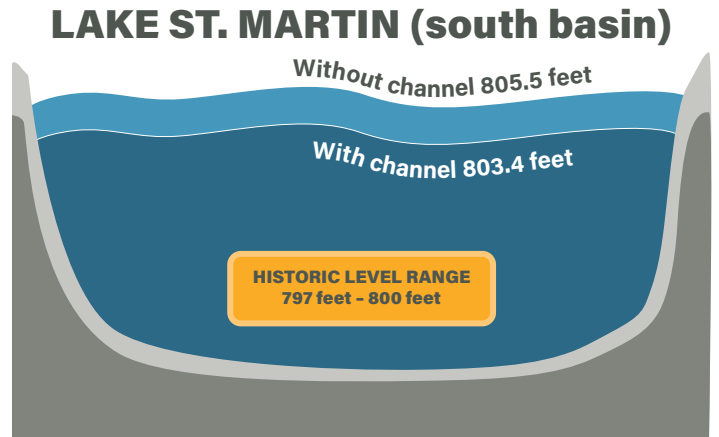 LAKE ST. MARTIN (south basin)
Without channel 805.5 feet
With channel 803.4 feet
HISTORIC LEVEL RANGE
797 feet – 800 feet